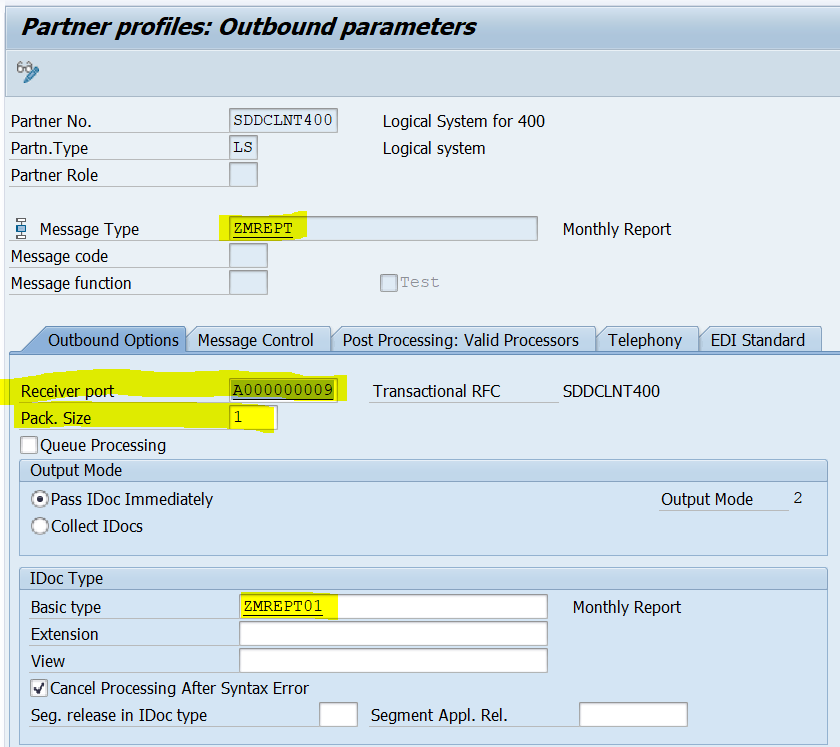 Partner profiles: Outbound parameters
Partner No. SDDCLNT400 Logical System for 400
Partn.Type LS Logical system
Partner Role
Message Type ZMREPT Monthly Report
Message code
Message function Test
Outbound Options Message Control Post Processing: Valid Processors Telephony EDI Standard
Receiver port A000000009 Transactional RFC SDDCLNT400
Pack. Size 1
Queue Processing
Output Mode
Pass IDoc Immediately Output Mode 2
Collect IDocs
IDoc Type
Basic type ZMREPT01 Monthly Report
Extension
View
Cancel Processing After Syntax Error
Seg. release in IDoc type Segment Appl. Rel.